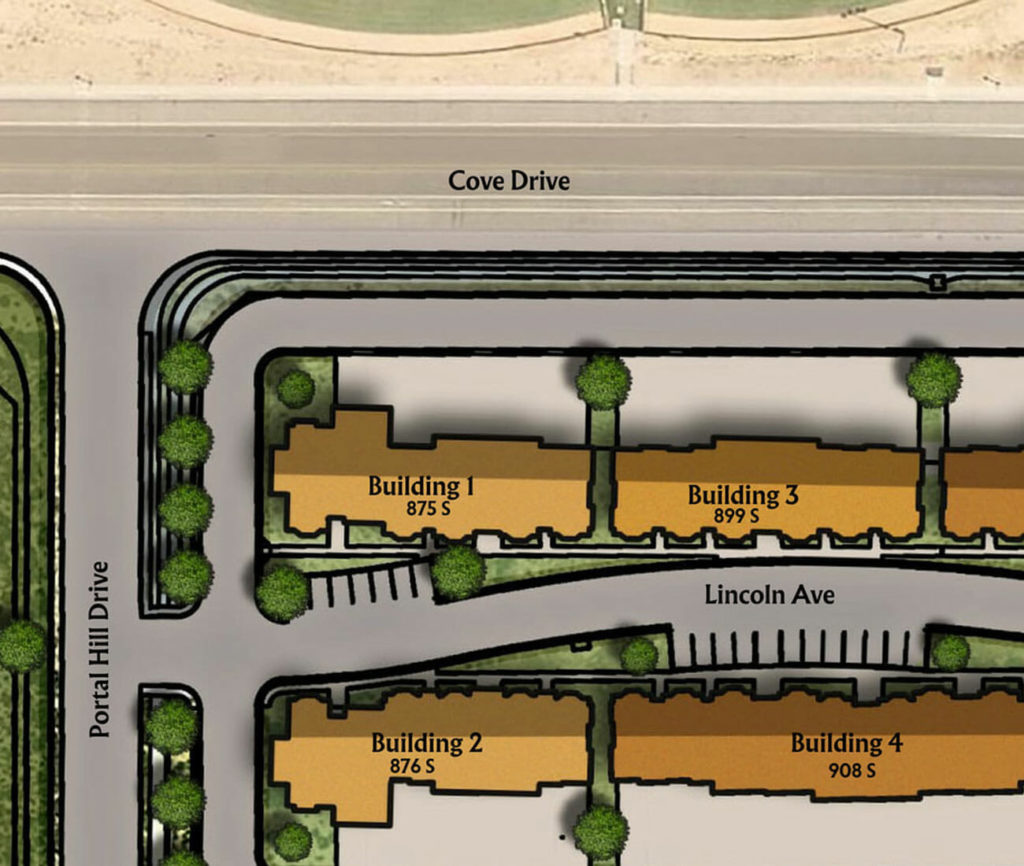 Cove Drive
Building 1
875 S
Building 3
899 S
Lincoln Ave
Portal Hill Drive
Building 2
876 S
Building 4
908 S